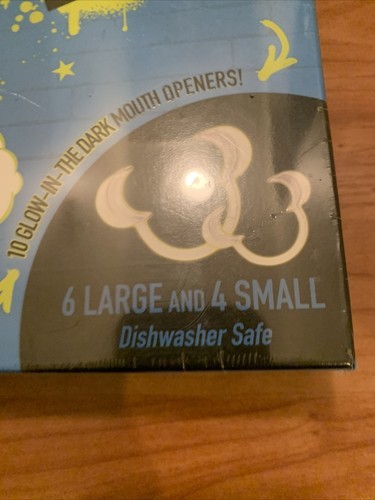 10 GLOW-IN-THE DARK MOUTH OPENERS!
6 LARGE AND 4 SMALL
Dishwasher Safe